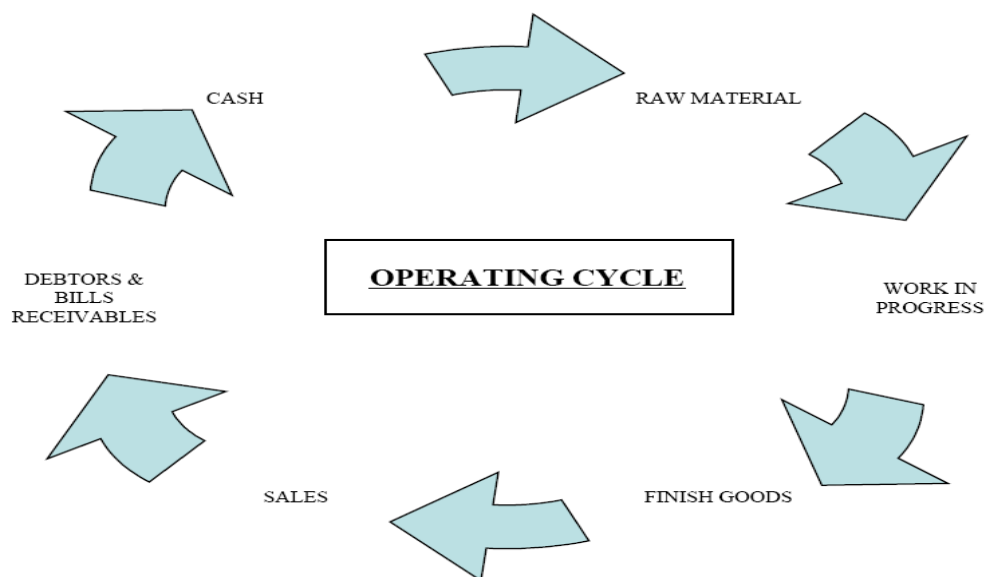 CASH
RAW MATERIAL
OPERATING CYCLE
DEBTORS &
BILLS
RECEIVABLES
WORK IN
PROGRESS
SALES
FINISH GOODS